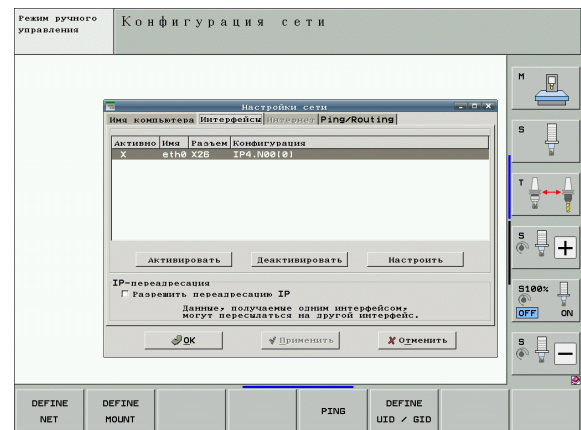 Режим ручного
управления
Конфигурация сети
Настройки сети
Имя компьютера Интерфейсы Интернет Ping/Routing
Активно Имя Разъем Конфигурация
X eth0 X26 IP4.N00[0]
Активировать Деактивировать Настроить
IP-переадресация
Разрешить переадресацию IP
Данные, получаемые одним интерфейсом,
могут пересылаться на другой интерфейс.
OK Применить Отменить
M
S
T
S
S100%
OFF ON
S
DEFINE
NET
DEFINE
MOUNT
PING
DEFINE
UID / GID